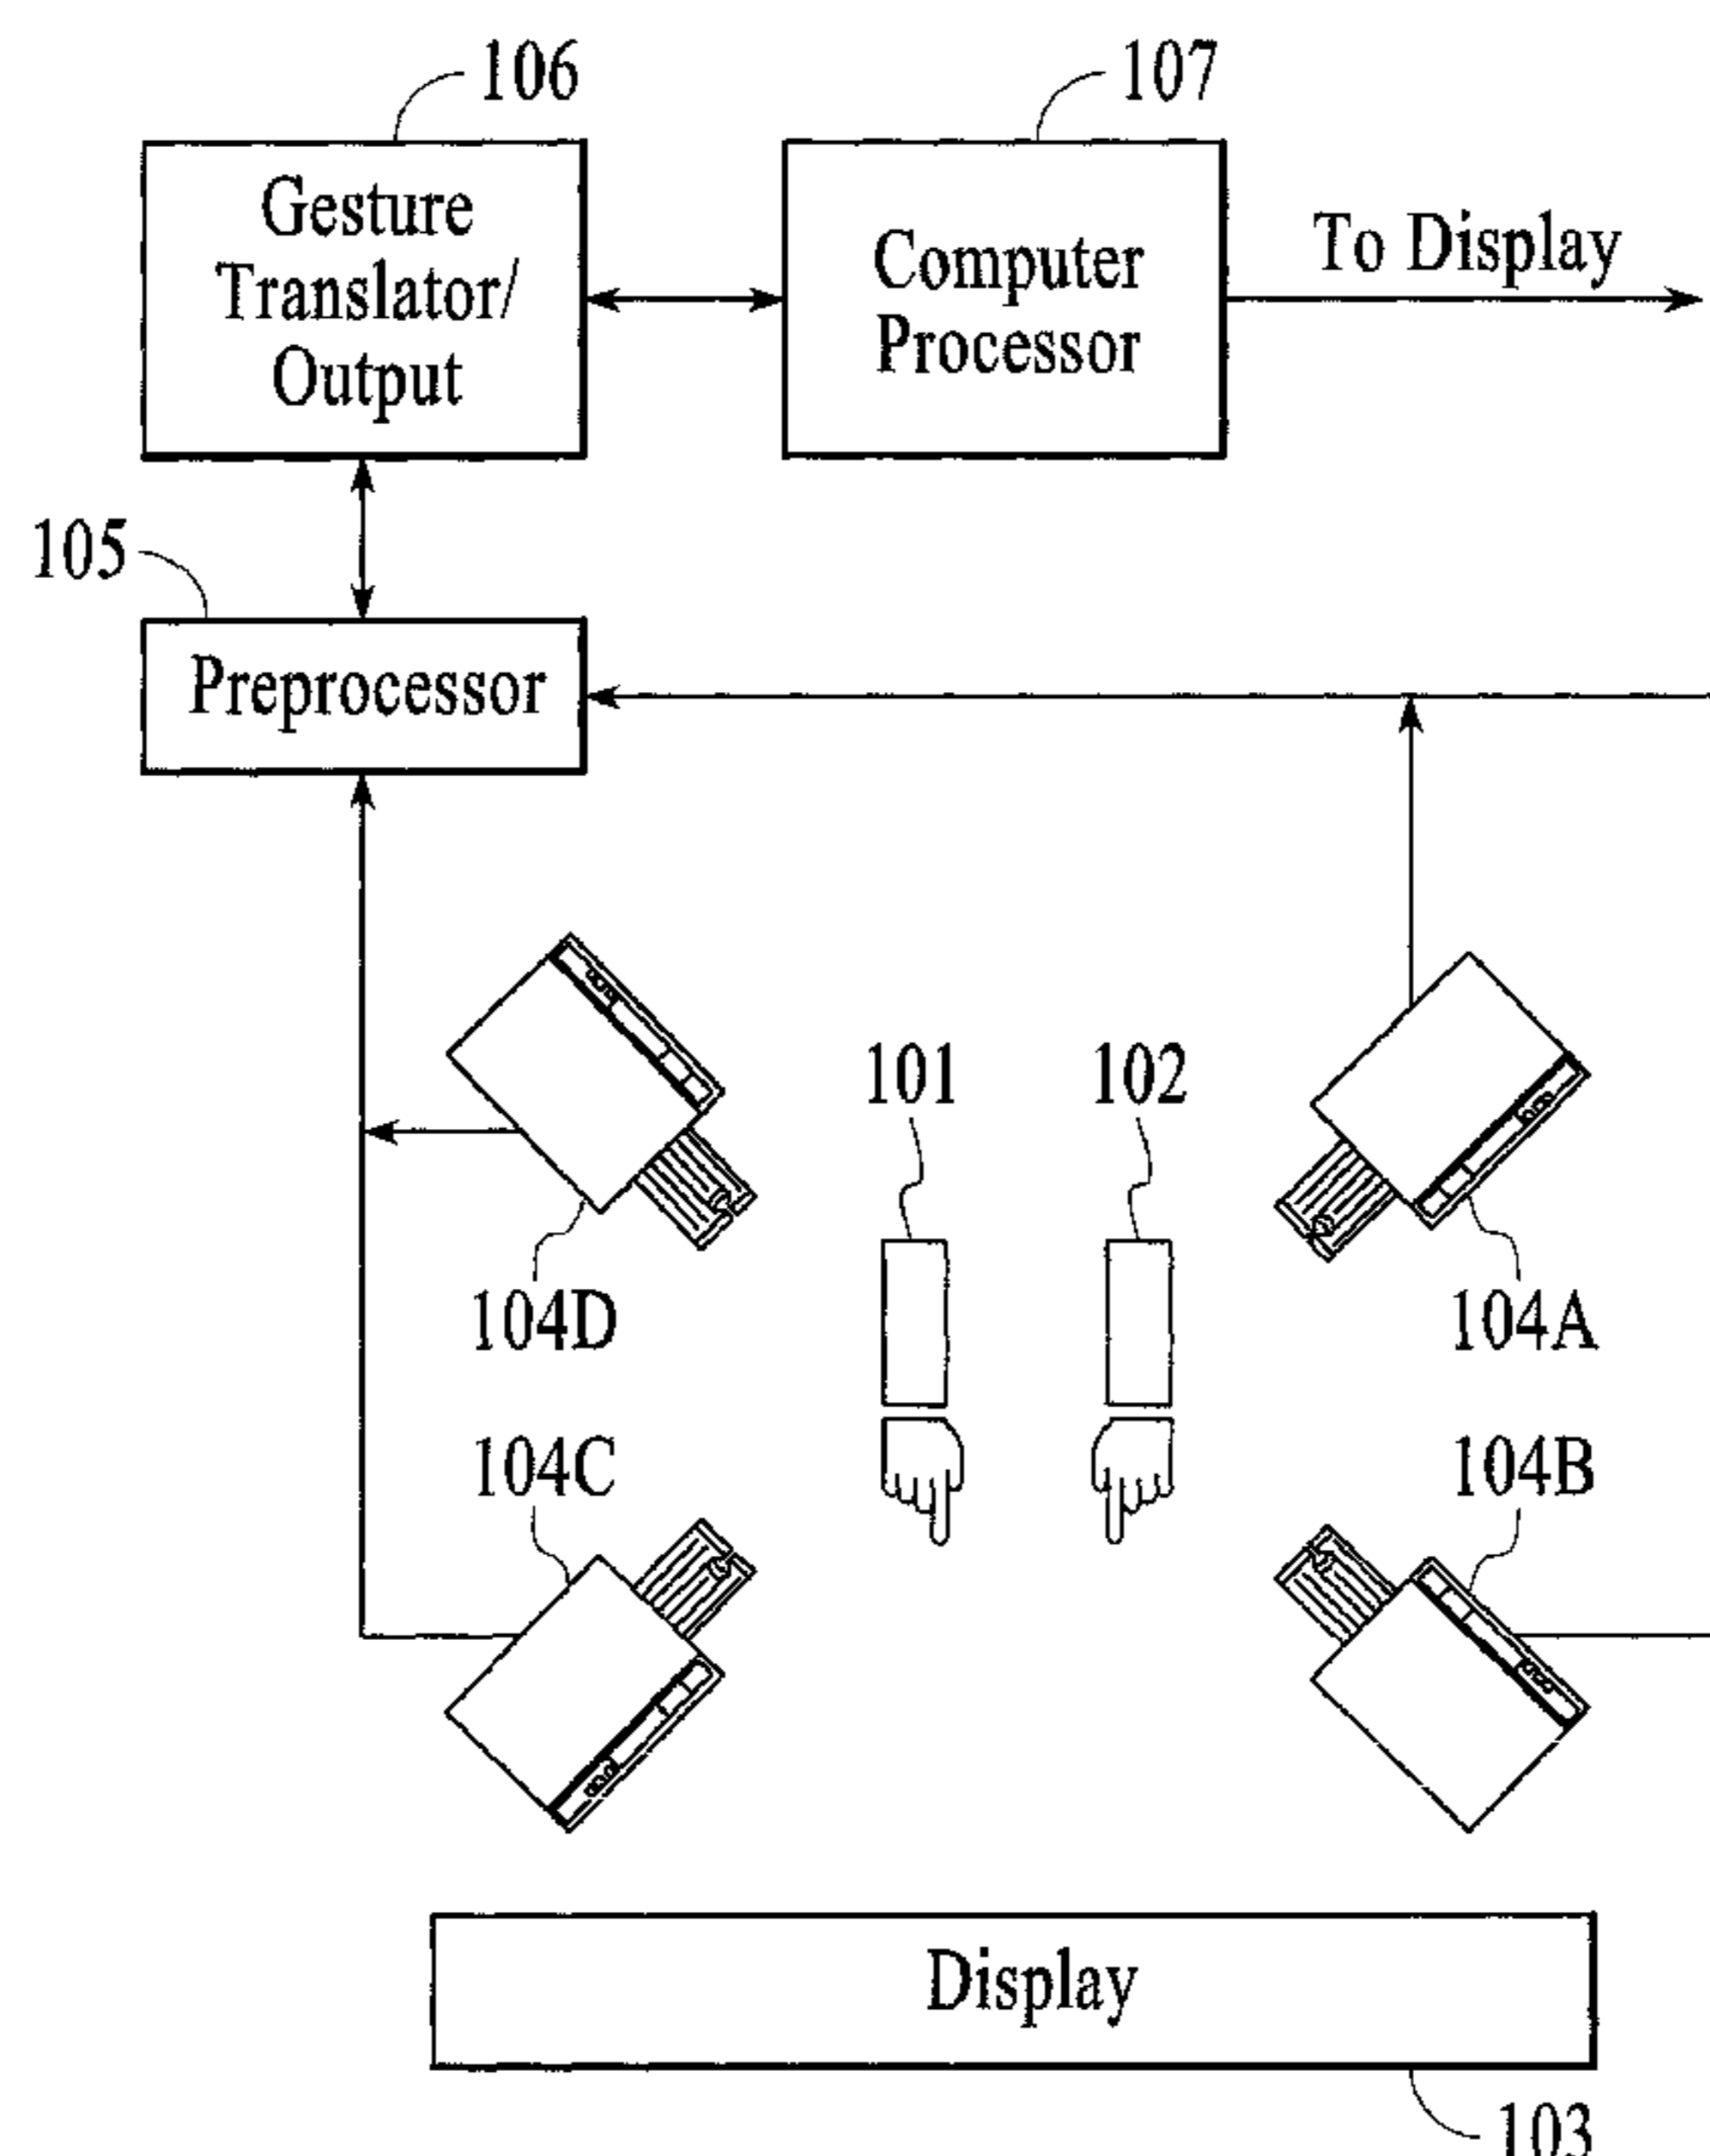 106
107
Gesture
Translator/
Output
Computer
Processor
To Display
105
Preprocessor
101
102
104D
104A
104C
104B
Display
103